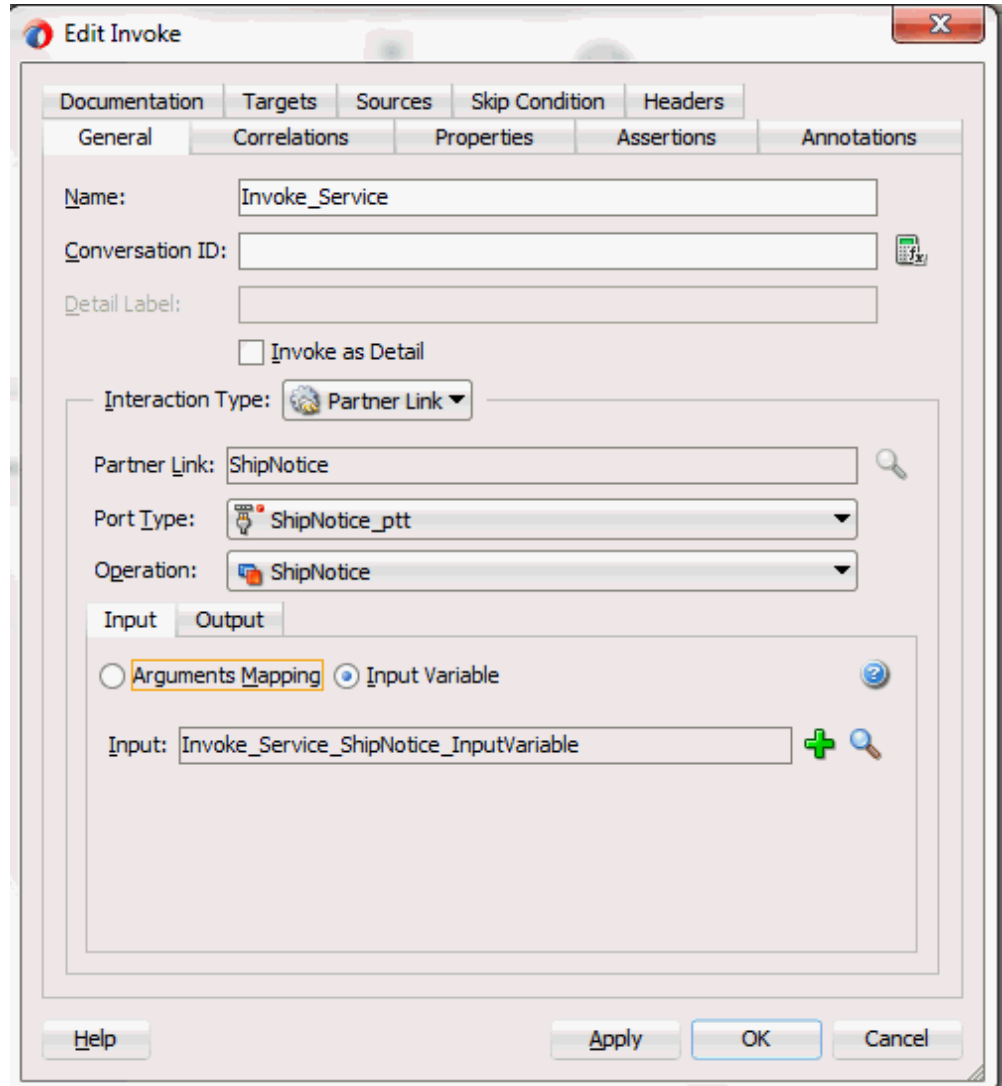 Edit Invoke
Documentation Targets Sources Skip Condition Headers
General Correlations Properties Assertions Annotations
Name: Invoke_Service
Conversation ID:
Detail Label:
Invoke as Detail
Interaction Type: Partner Link
Partner Link: ShipNotice
Port Type: ShipNotice_ptt
Operation: ShipNotice
Input Output
Arguments Mapping Input Variable
Input: Invoke_Service_ShipNotice_InputVariable
Help Apply OK Cancel